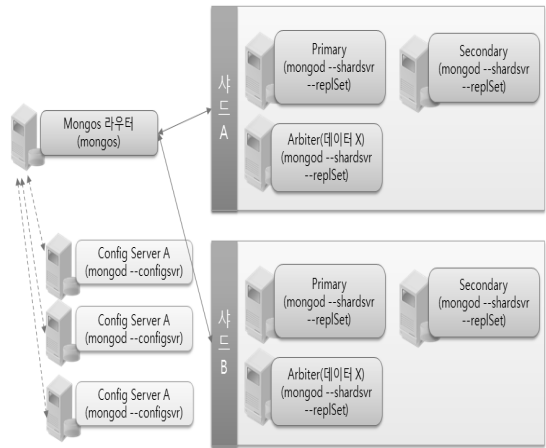 Mongos 라우터
(mongos)
Config Server A
(mongod --configsvr)
Config Server A
(mongod --configsvr)
Config Server A
(mongod --configsvr)
샤드 A
Primary
(mongod --shardsvr
--replSet)
Secondary
(mongod --shardsvr
--replSet)
Arbiter(데이터 X)
(mongod --shardsvr
--replSet)
샤드 B
Primary
(mongod --shardsvr
--replSet)
Secondary
(mongod --shardsvr
--replSet)
Arbiter(데이터 X)
(mongod --shardsvr
--replSet)